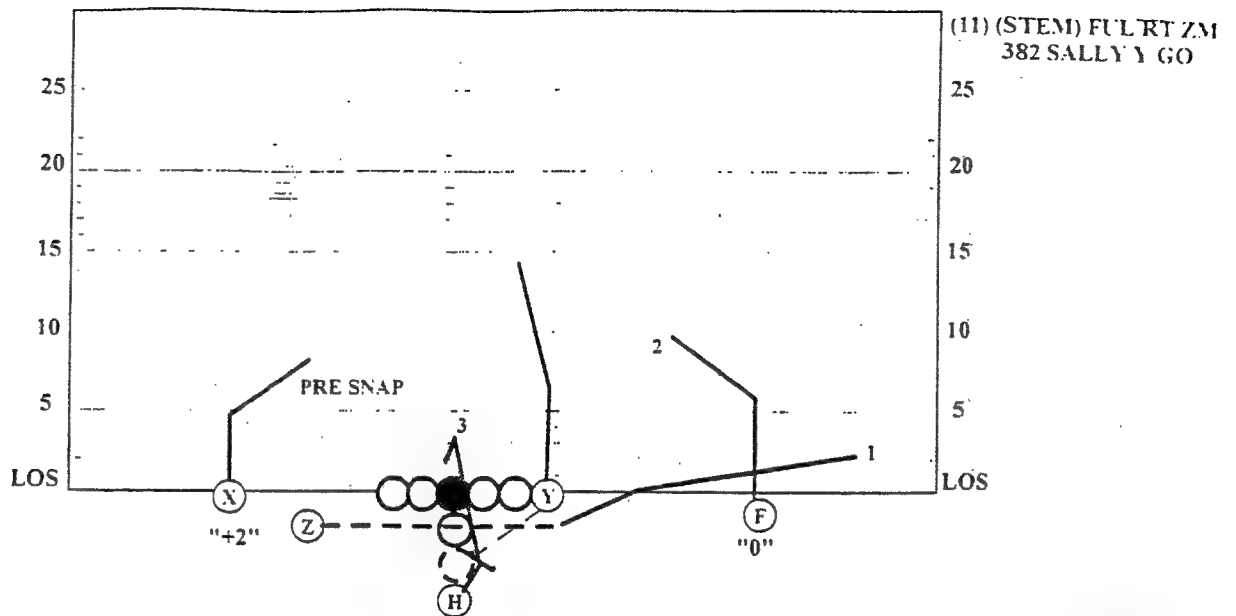 (11) (STEM) FUL RT ZM
382 SALLY Y GO
25 25
20 20
15 15
10 10
2
PRE SNAP
5 5
3
1
LOS LOS
X Y
Z F
"+2" "0"
H